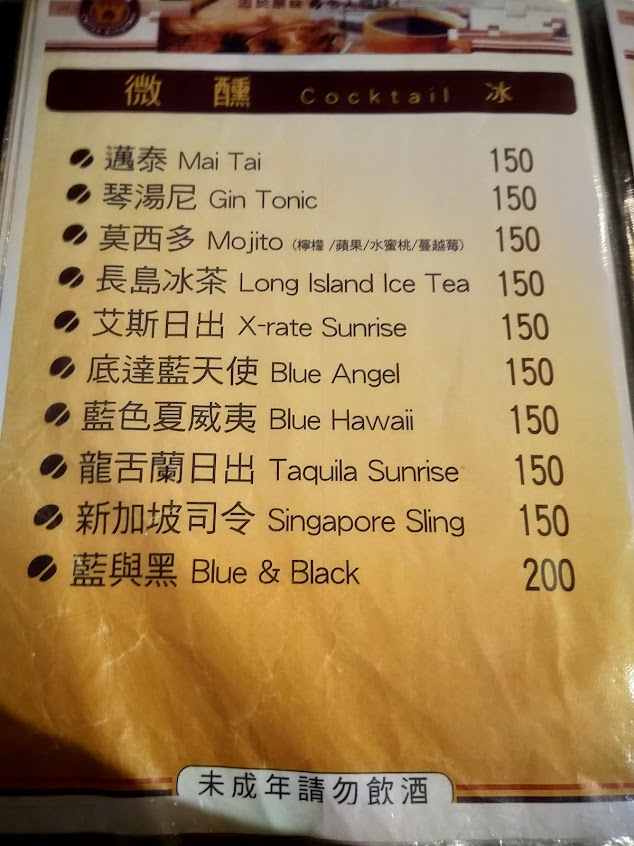 微醺 Cocktail 冰
邁泰 Mai Tai 150
琴湯尼 Gin Tonic 150
莫西多 Mojito (檸檬/蘋果/水蜜桃/蔓越莓) 150
長島冰茶 Long Island Ice Tea 150
艾斯日出 X-rate Sunrise 150
底達藍天使 Blue Angel 150
藍色夏威夷 Blue Hawaii 150
龍舌蘭日出 Taquila Sunrise 150
新加坡司令 Singapore Sling 150
藍與黑 Blue & Black 200
未成年請勿飲酒